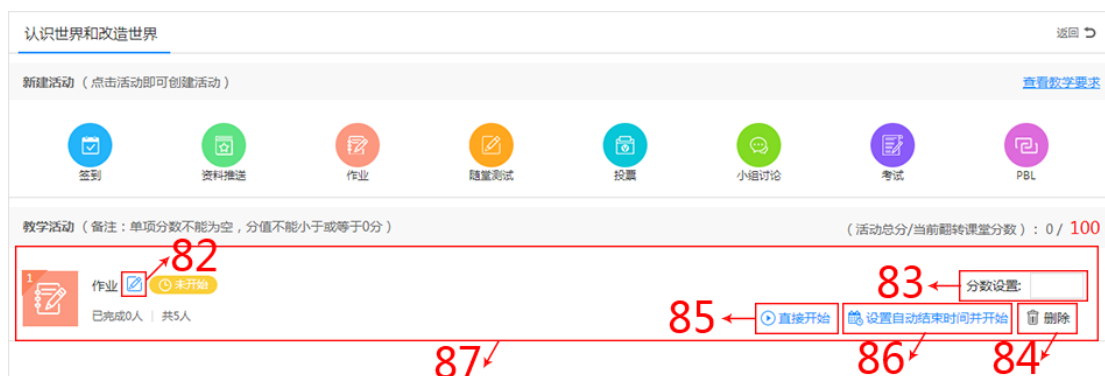 认识世界和改造世界 返回
新建活动（点击活动即可创建活动） 查看教学要求
签到 资料推送 作业 随堂测试 投票 小组讨论 考试 PBL
教学活动（备注：单项分数不能为空，分值不能小于或等于0分） （活动总分/当前翻转课堂分数）：0 / 100
82
1 作业 未开始 83 分数设置:
已完成0人 | 共5人 85 直接开始 设置自动结束时间并开始 删除
87 86 84